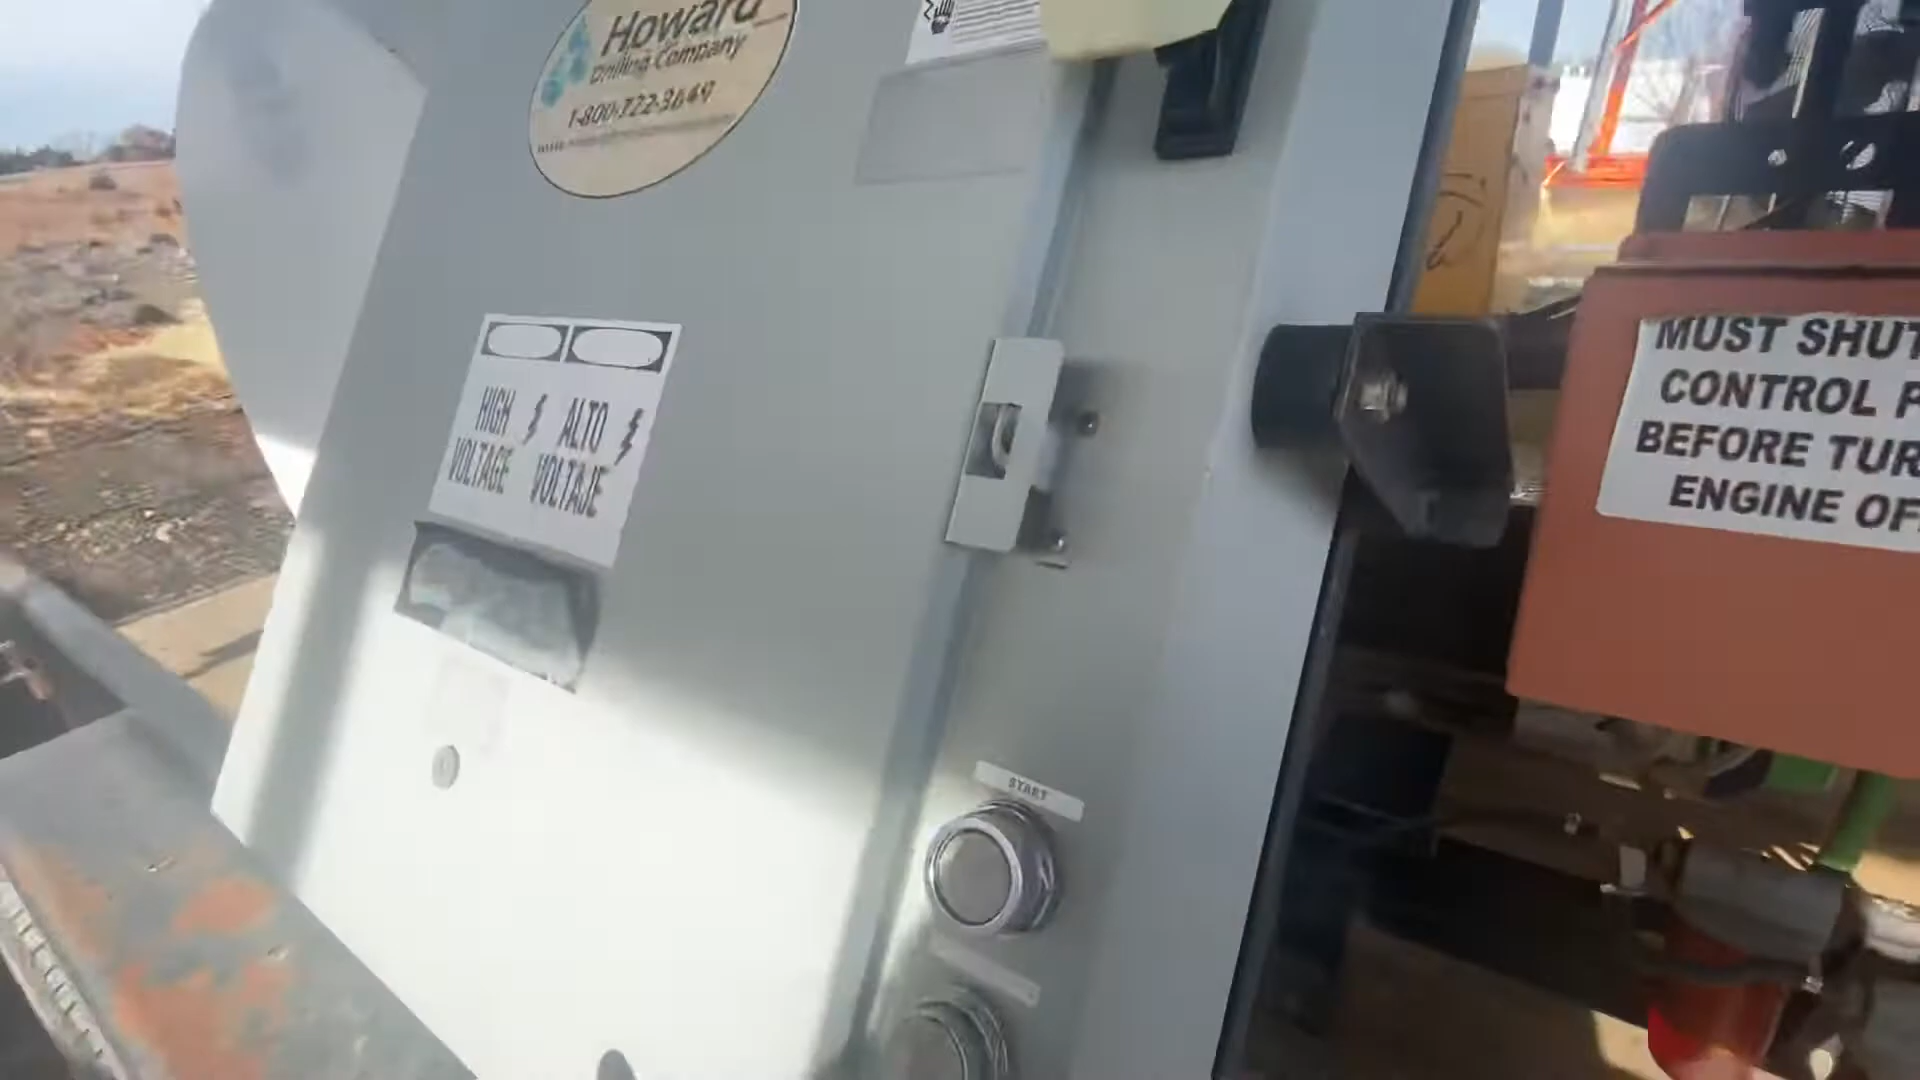 Howard
Drilling Company
1-800-722-3649
HIGH VOLTAGE
ALTO VOLTAJE
START
MUST SHUT
CONTROL P
BEFORE TUR
ENGINE OF